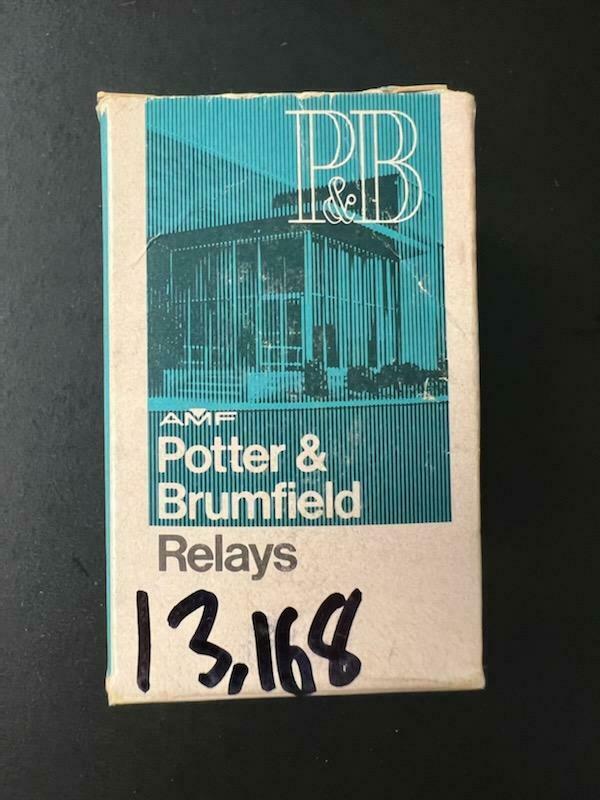 P&B
AMF
Potter &
Brumfield
Relays
13,168